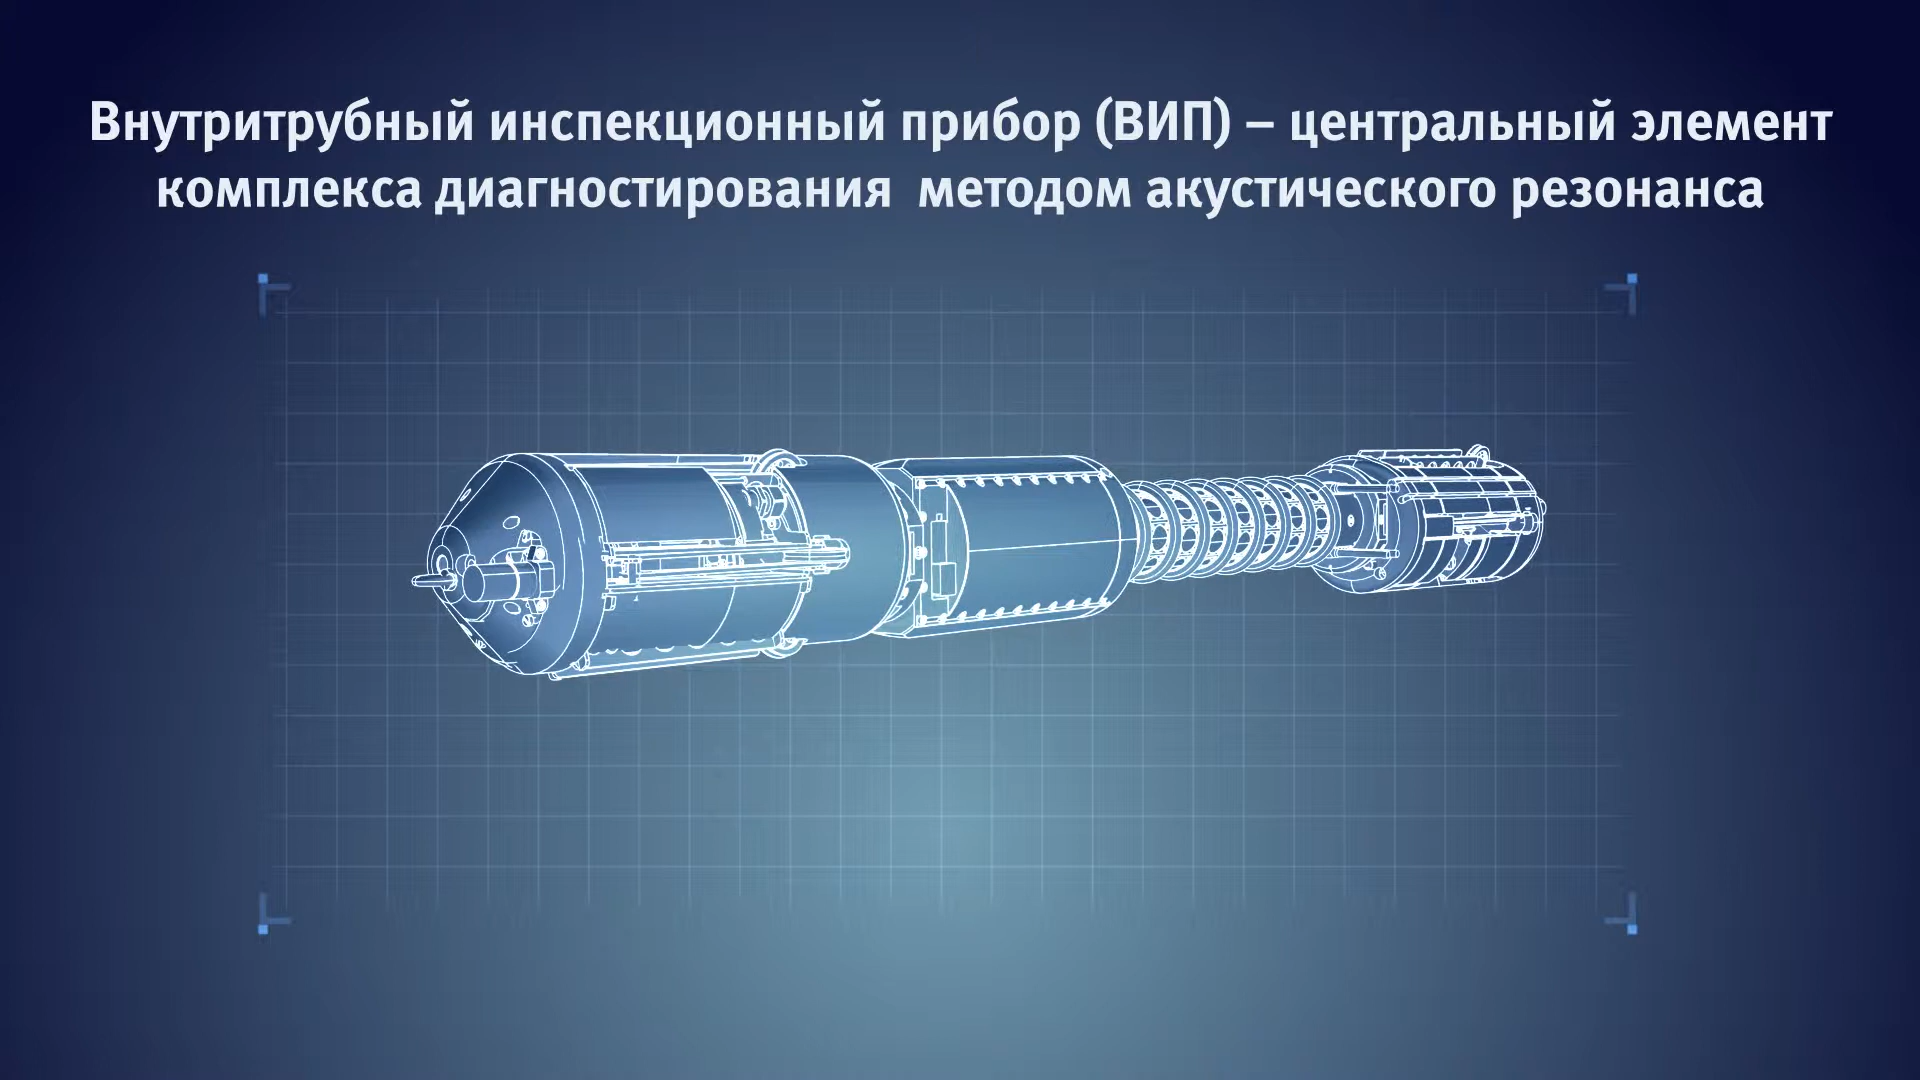 Внутритрубный инспекционный прибор (ВИП) – центральный элемент
комплекса диагностирования  методом акустического резонанса